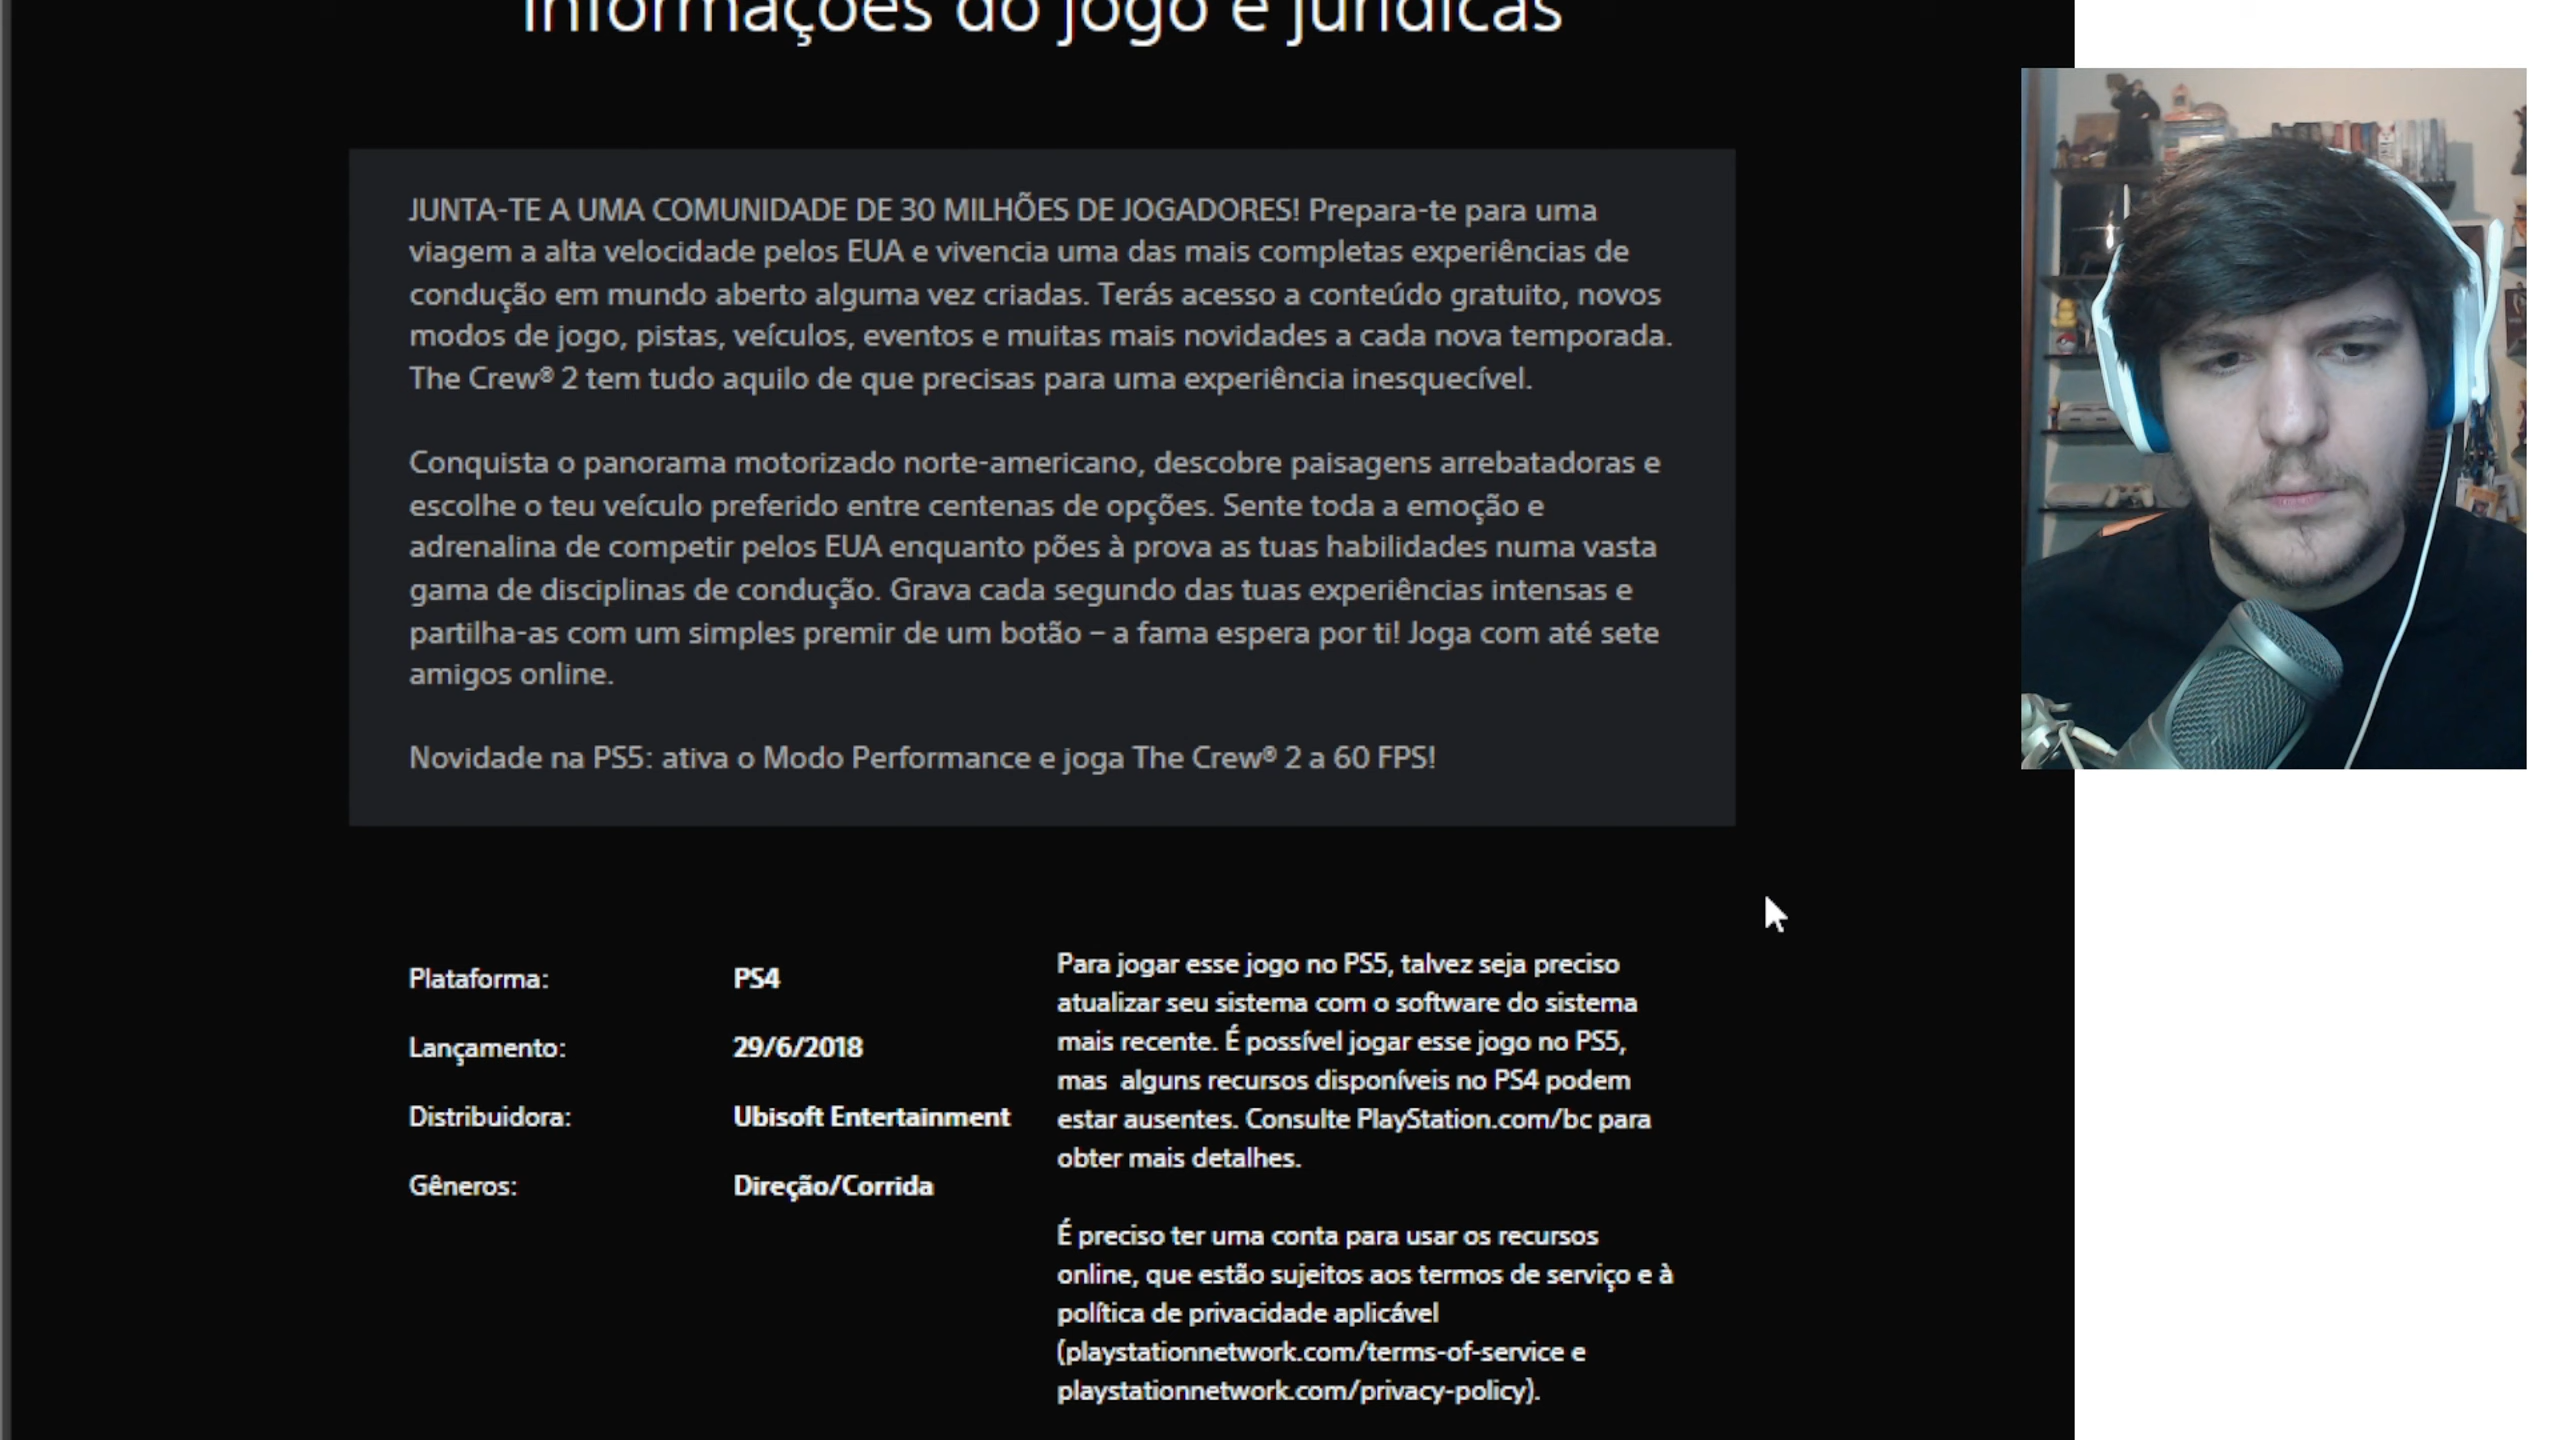 Informações do jogo e jurídicas
JUNTA-TE A UMA COMUNIDADE DE 30 MILHÕES DE JOGADORES! Prepara-te para uma
viagem a alta velocidade pelos EUA e vivencia uma das mais completas experiências de
condução em mundo aberto alguma vez criadas. Terás acesso a conteúdo gratuito, novos
modos de jogo, pistas, veículos, eventos e muitas mais novidades a cada nova temporada.
The Crew® 2 tem tudo aquilo de que precisas para uma experiência inesquecível.
Conquista o panorama motorizado norte-americano, descobre paisagens arrebatadoras e
escolhe o teu veículo preferido entre centenas de opções. Sente toda a emoção e
adrenalina de competir pelos EUA enquanto pões à prova as tuas habilidades numa vasta
gama de disciplinas de condução. Grava cada segundo das tuas experiências intensas e
partilha-as com um simples premir de um botão – a fama espera por ti! Joga com até sete
amigos online.
Novidade na PS5: ativa o Modo Performance e joga The Crew® 2 a 60 FPS!
Plataforma: PS4
Lançamento: 29/6/2018
Distribuidora: Ubisoft Entertainment
Gêneros: Direção/Corrida
Para jogar esse jogo no PS5, talvez seja preciso
atualizar seu sistema com o software do sistema
mais recente. É possível jogar esse jogo no PS5,
mas  alguns recursos disponíveis no PS4 podem
estar ausentes. Consulte PlayStation.com/bc para
obter mais detalhes.
É preciso ter uma conta para usar os recursos
online, que estão sujeitos aos termos de serviço e à
política de privacidade aplicável
(playstationnetwork.com/terms-of-service e
playstationnetwork.com/privacy-policy).